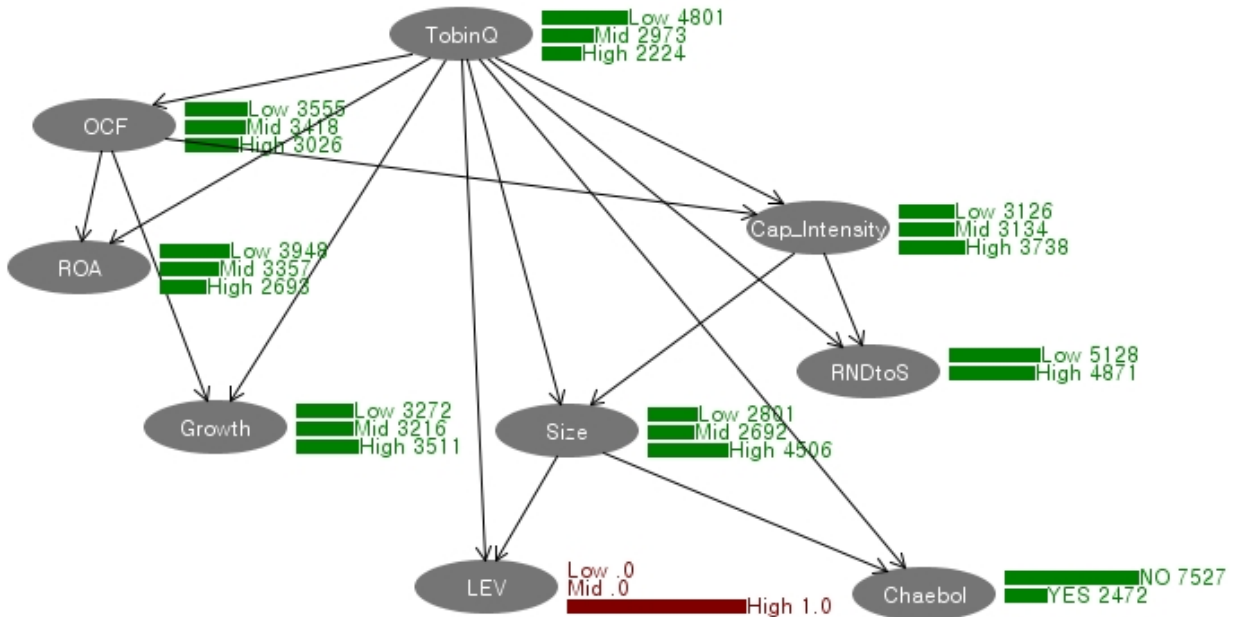 TobinQ
Low 4801
Mid 2973
High 2224
OCF
Low 3555
Mid 3418
High 3026
Cap_Intensity
Low 3126
Mid 3134
High 3738
ROA
Low 3948
Mid 3357
High 2693
RNDtoS
Low 5128
High 4871
Growth
Low 3272
Mid 3216
High 3511
Size
Low 2801
Mid 2692
High 4506
LEV
Low .0
Mid .0
High 1.0
Chaebol
NO 7527
YES 2472